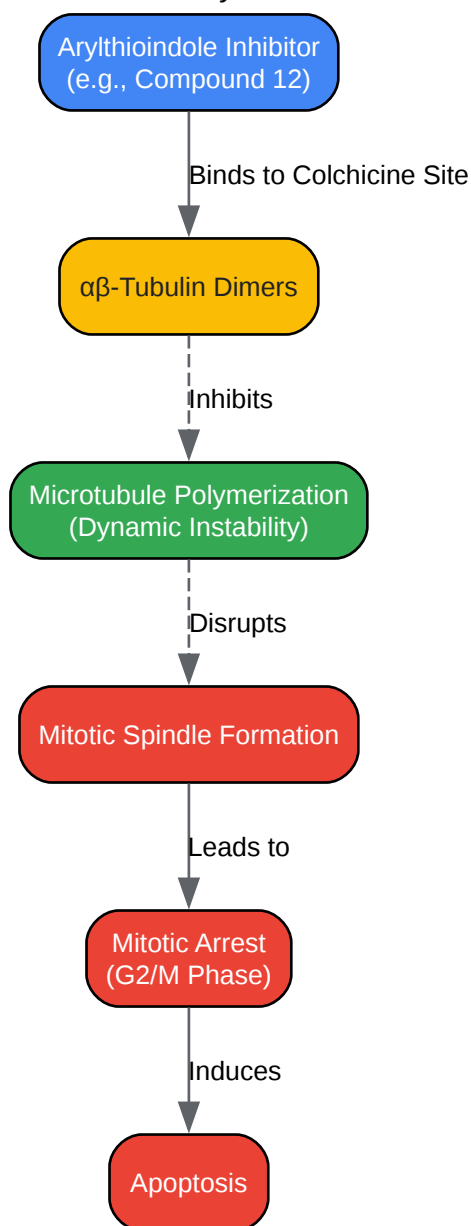 Arylthioindole Inhibitor
(e.g., Compound 12)
Binds to Colchicine Site
αβ-Tubulin Dimers
Inhibits
Microtubule Polymerization
(Dynamic Instability)
Disrupts
Mitotic Spindle Formation
Leads to
Mitotic Arrest
(G2/M Phase)
Induces
Apoptosis